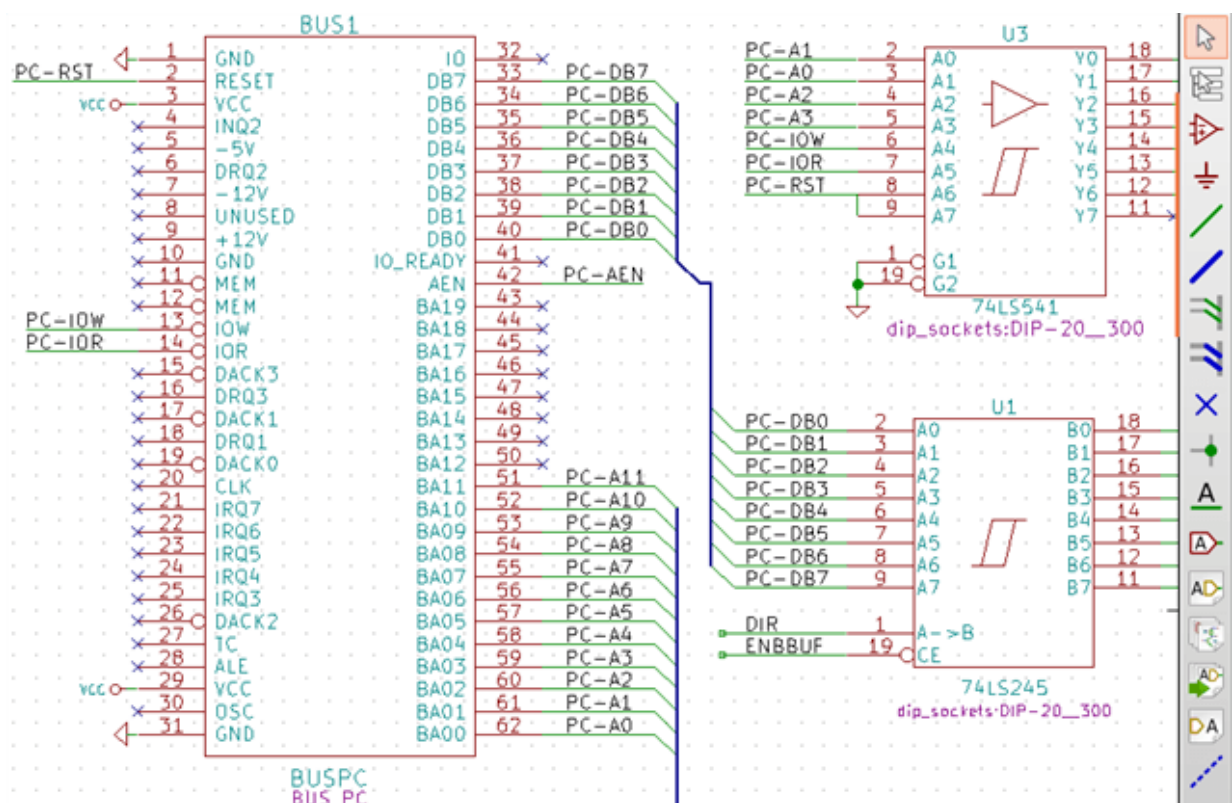 BUS1
1 GND IO 32
PC-RST 2 RESET DB7 33 PC-DB7
VCC 3 VCC DB6 34 PC-DB6
4 INQ2 DB5 35 PC-DB5
5 -5V DB4 36 PC-DB4
6 DRQ2 DB3 37 PC-DB3
7 -12V DB2 38 PC-DB2
8 UNUSED DB1 39 PC-DB1
9 +12V DB0 40 PC-DB0
10 GND IO_READY 41
11 MEM AEN 42 PC-AEN
12 MEM BA19 43
PC-IOW 13 IOW BA18 44
PC-IOR 14 IOR BA17 45
15 DACK3 BA16 46
16 DRQ3 BA15 47
17 DACK1 BA14 48
18 DRQ1 BA13 49
19 DACK0 BA12 50
20 CLK BA11 51 PC-A11
21 IRQ7 BA10 52 PC-A10
22 IRQ6 BA09 53 PC-A9
23 IRQ5 BA08 54 PC-A8
24 IRQ4 BA07 55 PC-A7
25 IRQ3 BA06 56 PC-A6
26 DACK2 BA05 57 PC-A5
27 TC BA04 58 PC-A4
28 ALE BA03 59 PC-A3
VCC 29 VCC BA02 60 PC-A2
30 OSC BA01 61 PC-A1
31 GND BA00 62 PC-A0
BUSPC
BUS_PC
U3
PC-A1 2 A0 Y0 18
PC-A0 3 A1 Y1 17
PC-A2 4 A2 Y2 16
PC-A3 5 A3 Y3 15
PC-IOW 6 A4 Y4 14
PC-IOR 7 A5 Y5 13
PC-RST 8 A6 Y6 12
9 A7 Y7 11
1 G1
19 G2
74LS541
dip_sockets:DIP-20__300
U1
PC-DB0 2 A0 B0 18
PC-DB1 3 A1 B1 17
PC-DB2 4 A2 B2 16
PC-DB3 5 A3 B3 15
PC-DB4 6 A4 B4 14
PC-DB5 7 A5 B5 13
PC-DB6 8 A6 B6 12
PC-DB7 9 A7 B7 11
DIR 1 A->B
ENBBUF 19 CE
74LS245
dip_sockets:DIP-20__300
A
A
AD
AD
DA